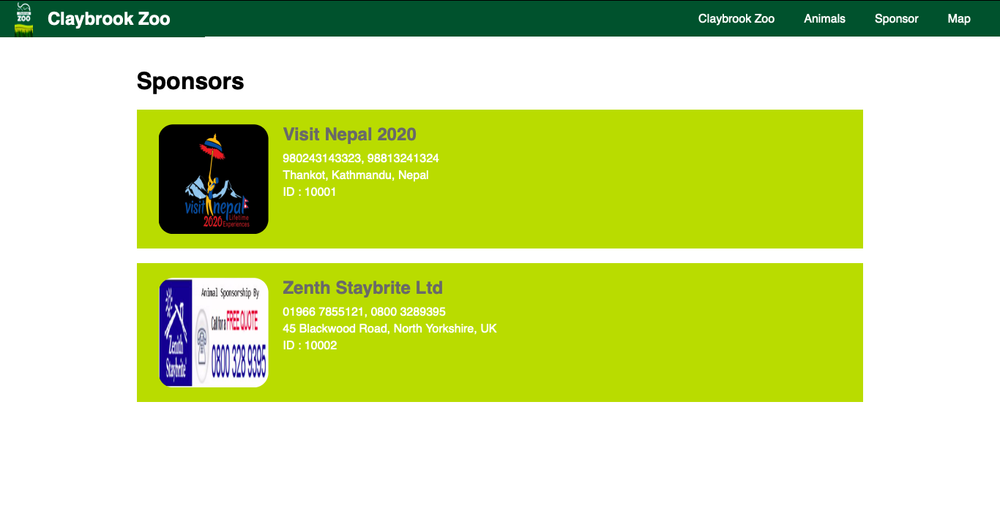 ZOO
Claybrook Zoo
Claybrook Zoo
Animals
Sponsor
Map
Sponsors
visit nepal
2020 Lifetime
Experiences
Visit Nepal 2020
980243143323, 98813241324
Thankot, Kathmandu, Nepal
ID : 10001
Zenith
Staybrite
Animal Sponsorship By
Call for a FREE QUOTE
0800 328 9395
Zenth Staybrite Ltd
01966 7855121, 0800 3289395
45 Blackwood Road, North Yorkshire, UK
ID : 10002